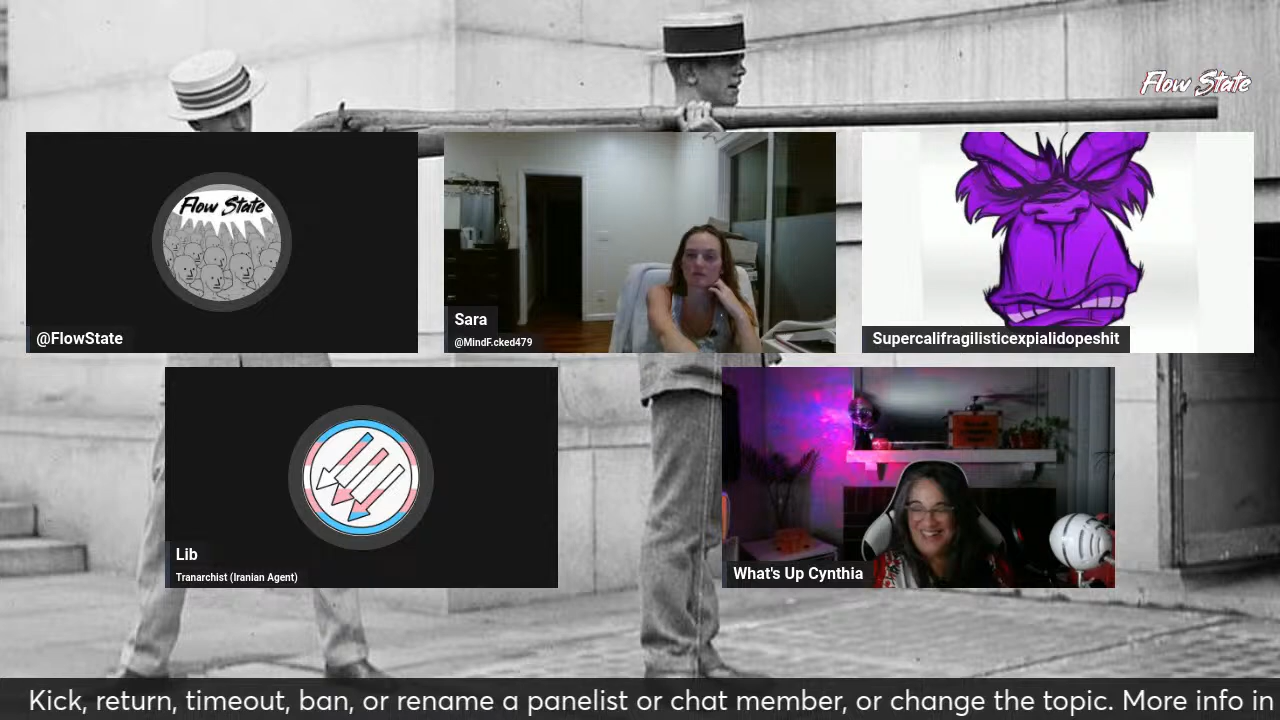 Flow State
Flow State
@FlowState
Sara
@MindF.cked479
Supercalifragilisticexpialidopeshit
Lib
Tranarchist (Iranian Agent)
What's Up Cynthia
Kick, return, timeout, ban, or rename a panelist or chat member, or change the topic. More info in